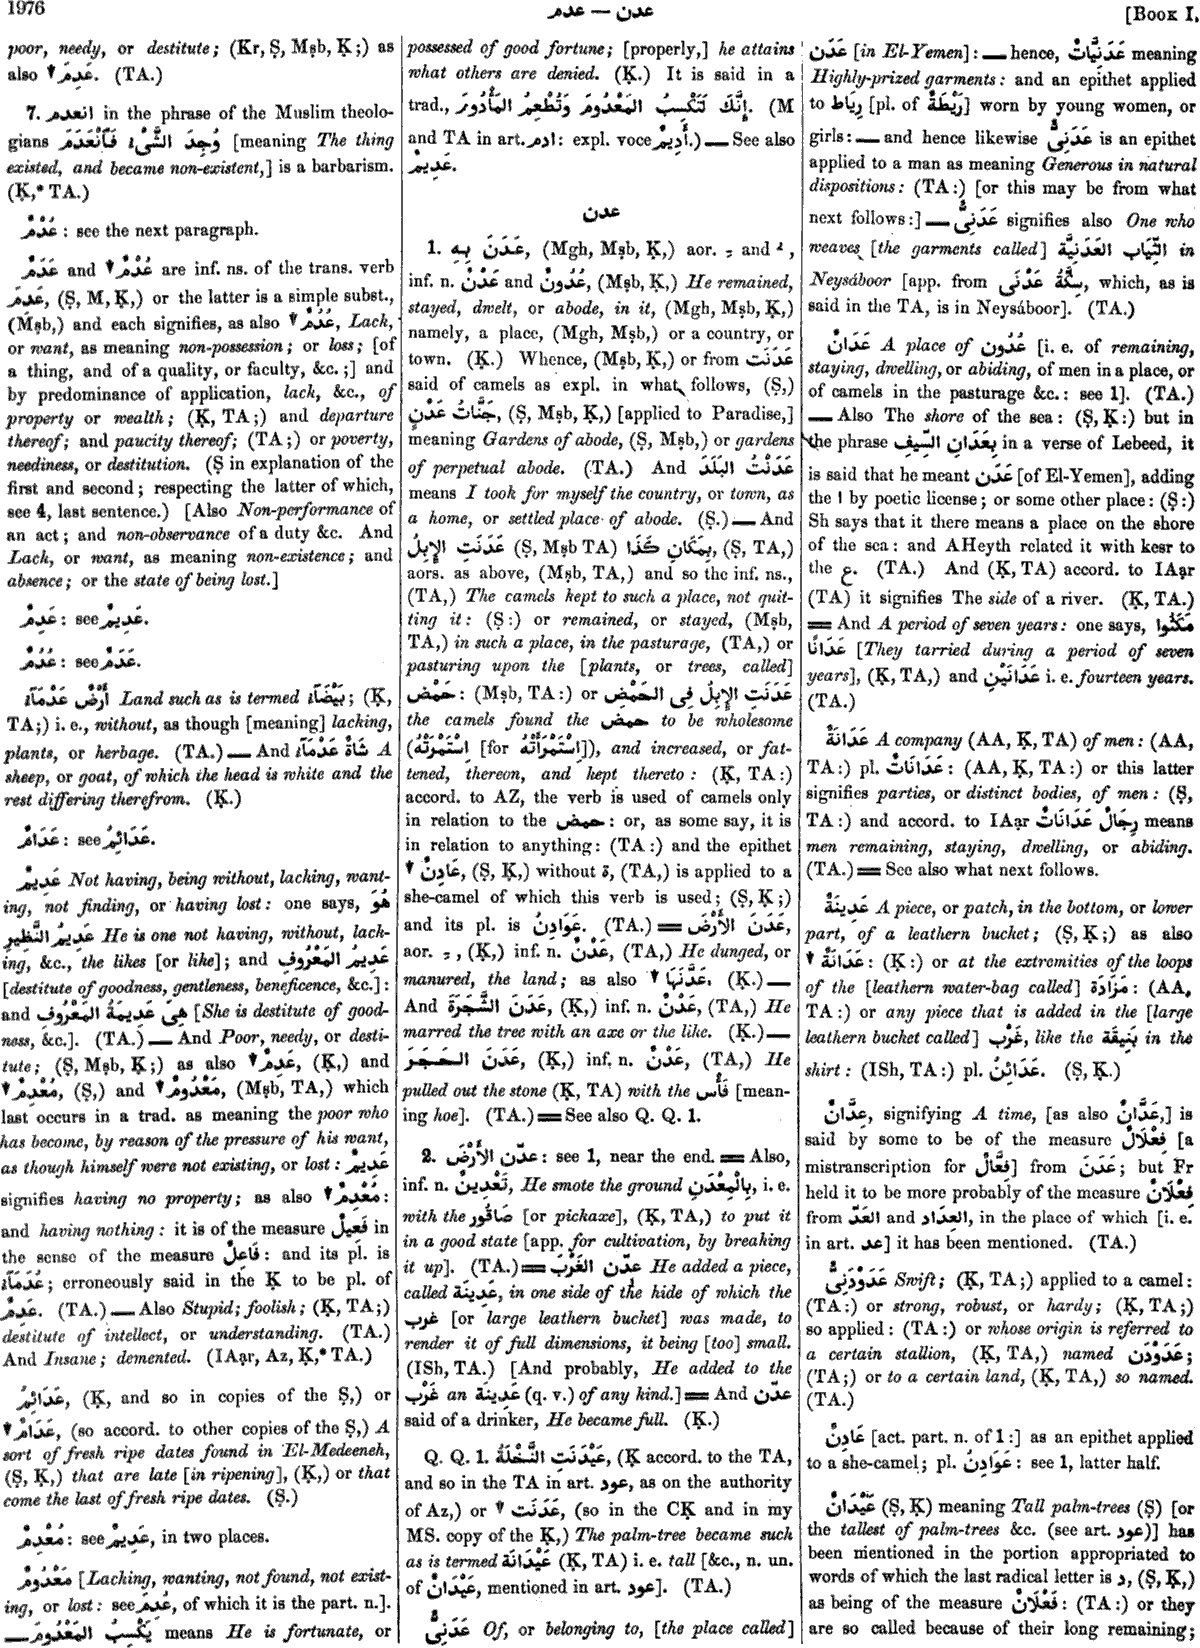 1976
عدن — عدم
[Book I.
poor, needy, or destitute; (Kr, Ṣ, Mṣb, Ḳ;) as
also ↓ عَدِمَ. (TA.)
7. انعدم in the phrase of the Muslim theolo-
gians وُجِدَ الشَّىْءُ فَٱنْعَدَمَ [meaning The thing
existed, and became non-existent,] is a barbarism.
(Ḳ,* TA.)
عُدْمٌ : see the next paragraph.
عَدَمٌ and ↓ عُدْمٌ are inf. ns. of the trans. verb
عَدِمَ, (Ṣ, M, Ḳ,) or the latter is a simple subst.,
(Mṣb,) and each signifies, as also ↓ عُدُمٌ, Lack,
or want, as meaning non-possession; or loss; [of
a thing, and of a quality, or faculty, &c.;] and
by predominance of application, lack, &c., of
property or wealth; (Ḳ, TA;) and departure
thereof; and paucity thereof; (TA;) or poverty,
neediness, or destitution. (Ṣ in explanation of the
first and second; respecting the latter of which,
see 4, last sentence.) [Also Non-performance of
an act; and non-observance of a duty &c. And
Lack, or want, as meaning non-existence; and
absence; or the state of being lost.]
عَدِمٌ : see عَدِيمٌ.
عُدُمٌ : see عَدَمٌ.
أَرْضٌ عَدْمَآءُ Land such as is termed بَيْضَآءُ; (Ḳ,
TA;) i. e., without, as though [meaning] lacking,
plants, or herbage. (TA.) — And شَاةٌ عَدْمَآءُ A
sheep, or goat, of which the head is white and the
rest differing therefrom. (Ḳ.)
عَدَامٌ : see عَدَائِمُ.
عَدِيمٌ Not having, being without, lacking, want-
ing, not finding, or having lost: one says, هُوَ
عَدِيمُ النَّظِيرِ He is one not having, without, lack-
ing, &c., the likes [or like]; and عَدِيمُ المَعْرُوفِ
[destitute of goodness, gentleness, beneficence, &c.]:
and هِىَ عَدِيمَةُ المَعْرُوفِ [She is destitute of good-
ness, &c.]. (TA.) — And Poor, needy, or desti-
tute; (Ṣ, Mṣb, Ḳ;) as also ↓ عَدِمٌ, (Ḳ,) and
↓ مُعْدِمٌ, (Ṣ,) and ↓ مَعْدُومٌ, (Mṣb, TA,) which
last occurs in a trad. as meaning the poor who
has become, by reason of the pressure of his want,
as though himself were not existing, or lost: عَدِيمٌ
signifies having no property; as also ↓ مُعْدِمٌ :
and having nothing: it is of the measure فَعِيلٌ in
the sense of the measure فَاعِلٌ : and its pl. is
عُدَمَآءُ; erroneously said in the Ḳ to be pl. of
عَدِمٌ. (TA.) — Also Stupid; foolish; (Ḳ, TA;)
destitute of intellect, or understanding. (TA.)
And Insane; demented. (IAạr, Az, Ḳ,* TA.)
عَدَائِمُ, (Ḳ, and so in copies of the Ṣ,) or
↓ عَدَامٌ, (so accord. to other copies of the Ṣ,) A
sort of fresh ripe dates found in El-Medeeneh,
(Ṣ, Ḳ,) that are late [in ripening], (Ḳ,) or that
come the last of fresh ripe dates. (Ṣ.)
مُعْدِمٌ : see عَدِيمٌ, in two places.
مَعْدُومٌ [Lacking, wanting, not found, not exist-
ing, or lost: see عُدِمَ, of which it is the part. n.].
— يَكْسِبُ المَعْدُومَ means He is fortunate, or
possessed of good fortune; [properly,] he attains
what others are denied. (Ḳ.) It is said in a
trad., إِنَّكَ لَتَكْسِبُ المَعْدُومَ وَتُطْعِمُ المَأْدُومَ. (M
and TA in art. ادم: expl. voce أَدِيمٌ.) — See also
عَدِيمٌ.
عدن
1. عَدَنَ بِهِ, (Mgh, Mṣb, Ḳ,) aor. ـِ and ـُ,
inf. n. عَدْنٌ and عُدُونٌ, (Mṣb, Ḳ,) He remained,
stayed, dwelt, or abode, in it, (Mgh, Mṣb, Ḳ,)
namely, a place, (Mgh, Mṣb,) or a country, or
town. (Ḳ.) Whence, (Mṣb, Ḳ,) or from عَدَنَت
said of camels as expl. in what follows, (Ṣ,)
جَنَّاتُ عَدْنٍ, (Ṣ, Mṣb, Ḳ,) [applied to Paradise,]
meaning Gardens of abode, (Ṣ, Mṣb,) or gardens
of perpetual abode. (TA.) And عَدَنْتُ البَلَدَ
means I took for myself the country, or town, as
a home, or settled place of abode. (Ṣ.) — And
عَدَنَتِ الإِبِلُ (Ṣ, Mṣb TA) بِمَكَانِ كَذَا, (Ṣ, TA,)
aors. as above, (Mṣb, TA,) and so the inf. ns.,
(TA,) The camels kept to such a place, not quit-
ting it: (Ṣ:) or remained, or stayed, (Mṣb,
TA,) in such a place, in the pasturage, (TA,) or
pasturing upon the [plants, or trees, called]
حَمْض : (Mṣb, TA:) or عَدَنَتِ الإِبِلُ فِى الحَمْضِ
the camels found the حمض to be wholesome
(اِسْتَمْرَتْهُ [for اِسْتَمْرَأَتْهُ]), and increased, or fat-
tened, thereon, and kept thereto: (Ḳ, TA:)
accord. to AZ, the verb is used of camels only
in relation to the حمض : or, as some say, it is
in relation to anything: (TA:) and the epithet
↓ عَادِنٌ, (Ṣ, Ḳ,) without ة, (TA,) is applied to a
she-camel of which this verb is used; (Ṣ, Ḳ;)
and its pl. is عَوَادِنُ. (TA.) = عَدَنَ الأَرْضَ,
aor. ـِ, (Ḳ,) inf. n. عَدْنٌ, (TA,) He dunged, or
manured, the land; as also ↓ عَدَّنَهَا. (Ḳ.) —
And عَدَنَ الشَّجَرَةَ, (Ḳ,) inf. n. عَدْنٌ, (TA,) He
marred the tree with an axe or the like. (Ḳ.) —
عَدَنَ الحَجَرَ, (Ḳ,) inf. n. عَدْنٌ, (TA,) He
pulled out the stone (Ḳ, TA) with the فَأْس [mean-
ing hoe]. (TA.) = See also Q. Q. 1.
2. عدّن الأَرْضَ : see 1, near the end. = Also,
inf. n. تَعْدِينٌ, He smote the ground بِالْمِعْدَنِ, i. e.
with the صَاقُور [or pickaxe], (Ḳ, TA,) to put it
in a good state [app. for cultivation, by breaking
it up]. (TA.) = عدّن الغَرْبَ He added a piece,
called عَدِينَة, in one side of the hide of which the
غرب [or large leathern bucket] was made, to
render it of full dimensions, it being [too] small.
(ISh, TA.) [And probably, He added to the
غَرْب an عَدِينَة (q. v.) of any kind.] = And عدّن
said of a drinker, He became full. (Ḳ.)
Q. Q. 1. عَيْدَنَتِ النَّخْلَةُ, (Ḳ accord. to the TA,
and so in the TA in art. عود, as on the authority
of Az,) or ↓ عَدَنَت, (so in the CḲ and in my
MS. copy of the Ḳ,) The palm-tree became such
as is termed عَيْدَانَة (Ḳ, TA) i. e. tall [&c., n. un.
of عَيْدَانٌ, mentioned in art. عود]. (TA.)
عَدَنِىٌّ Of, or belonging to, [the place called]
عَدَن [in El-Yemen]: — hence, عَدَنِيَّاتٌ meaning
Highly-prized garments: and an epithet applied
to رِيَاط [pl. of رَيْطَةٌ] worn by young women, or
girls: — and hence likewise عَدَنِىٌّ is an epithet
applied to a man as meaning Generous in natural
dispositions: (TA:) [or this may be from what
next follows:] — عَدَنِىٌّ signifies also One who
weaves [the garments called] الثِّيَاب العَدَنِيَّة in
Neysáboor [app. from سِكَّةُ عَدْنَى, which, as is
said in the TA, is in Neysáboor]. (TA.)
عَدَانٌ A place of عُدُون [i. e. of remaining,
staying, dwelling, or abiding, of men in a place, or
of camels in the pasturage &c.: see 1]. (TA.)
— Also The shore of the sea: (Ṣ, Ḳ:) but in
the phrase بِعَدَانِ السِّيفِ in a verse of Lebeed, it
is said that he meant عَدَن [of El-Yemen], adding
the ا by poetic license; or some other place: (Ṣ:)
Sh says that it there means a place on the shore
of the sea: and AHeyth related it with kesr to
the ع. (TA.) And (Ḳ, TA) accord. to IAạr
(TA) it signifies The side of a river. (Ḳ, TA.)
= And A period of seven years: one says, مَكَثُوا
عَدَانًا [They tarried during a period of seven
years], (Ḳ, TA,) and عَدَانَيْنِ i. e. fourteen years.
(TA.)
عَدَانَةٌ A company (AA, Ḳ, TA) of men: (AA,
TA:) pl. عَدَانَاتٌ : (AA, Ḳ, TA:) or this latter
signifies parties, or distinct bodies, of men: (Ṣ,
TA:) and accord. to IAạr رِجَالٌ عَدَانَاتٌ means
men remaining, staying, dwelling, or abiding.
(TA.) = See also what next follows.
عَدِينَةٌ A piece, or patch, in the bottom, or lower
part, of a leathern bucket; (Ṣ, Ḳ;) as also
↓ عَدَانَةٌ : (Ḳ:) or at the extremities of the loops
of the [leathern water-bag called] مَزَادَة : (AA,
TA:) or any piece that is added in the [large
leathern bucket called] غَرْب, like the بَنِيقَة in the
shirt: (ISh, TA:) pl. عَدَائِنُ. (Ṣ, Ḳ.)
عِدَّانٌ, signifying A time, [as also عَدَّانٌ,] is
said by some to be of the measure فِعْلَالٌ [a
mistranscription for فِعَّالٌ] from عَدَنَ; but Fr
held it to be more probably of the measure فِعْلَانٌ
from العَدّ and العِدَاد, in the place of which [i. e.
in art. عد] it has been mentioned. (TA.)
عَدَوْدَنِىٌّ Swift; (Ḳ, TA;) applied to a camel:
(TA:) or strong, robust, or hardy; (Ḳ, TA;)
so applied: (TA:) or whose origin is referred to
a certain stallion, (Ḳ, TA,) named عَدَوْدَن;
(TA;) or to a certain land, (Ḳ, TA,) so named.
(TA.)
عَادِنٌ [act. part. n. of 1:] as an epithet applied
to a she-camel; pl. عَوَادِنُ : see 1, latter half.
عَيْدَانٌ (Ṣ, Ḳ) meaning Tall palm-trees (Ṣ) [or
the tallest of palm-trees &c. (see art. عود)] has
been mentioned in the portion appropriated to
words of which the last radical letter is د, (Ṣ, Ḳ,)
as being of the measure فَعْلَانٌ : (TA:) or they
are so called because of their long remaining;